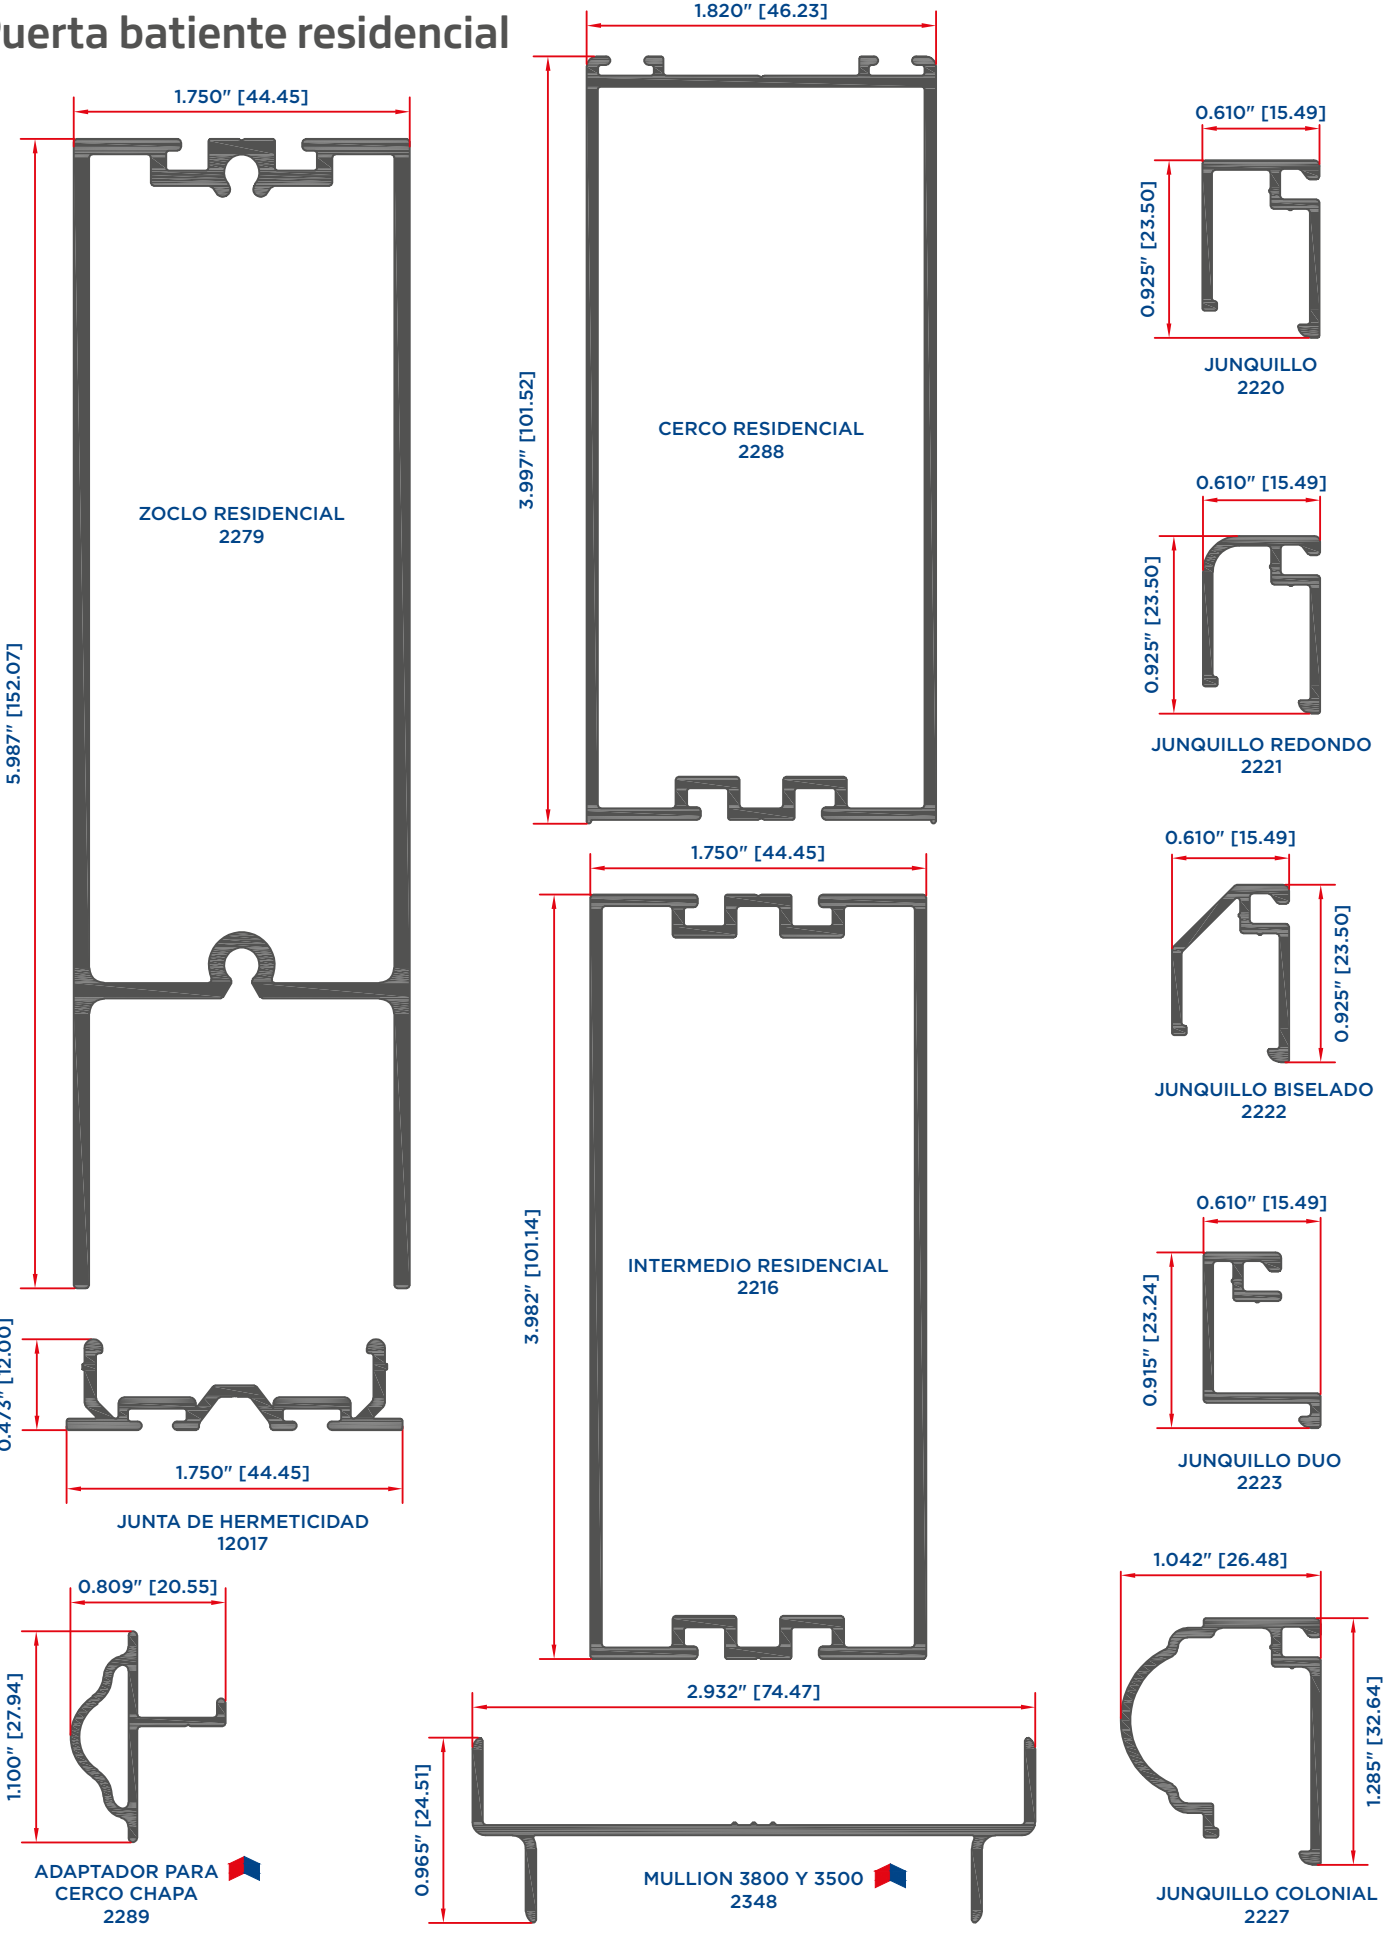 uerta batiente residencial
1.750" [44.45]
5.987" [152.07]
ZOCLO RESIDENCIAL
2279
0.473" [12.00]
1.750" [44.45]
JUNTA DE HERMETICIDAD
12017
0.809" [20.55]
1.100" [27.94]
ADAPTADOR PARA
CERCO CHAPA
2289
1.820" [46.23]
3.997" [101.52]
CERCO RESIDENCIAL
2288
1.750" [44.45]
3.982" [101.14]
INTERMEDIO RESIDENCIAL
2216
2.932" [74.47]
0.965" [24.51]
MULLION 3800 Y 3500
2348
0.610" [15.49]
0.925" [23.50]
JUNQUILLO
2220
0.610" [15.49]
0.925" [23.50]
JUNQUILLO REDONDO
2221
0.610" [15.49]
0.925" [23.50]
JUNQUILLO BISELADO
2222
0.610" [15.49]
0.915" [23.24]
JUNQUILLO DUO
2223
1.042" [26.48]
1.285" [32.64]
JUNQUILLO COLONIAL
2227